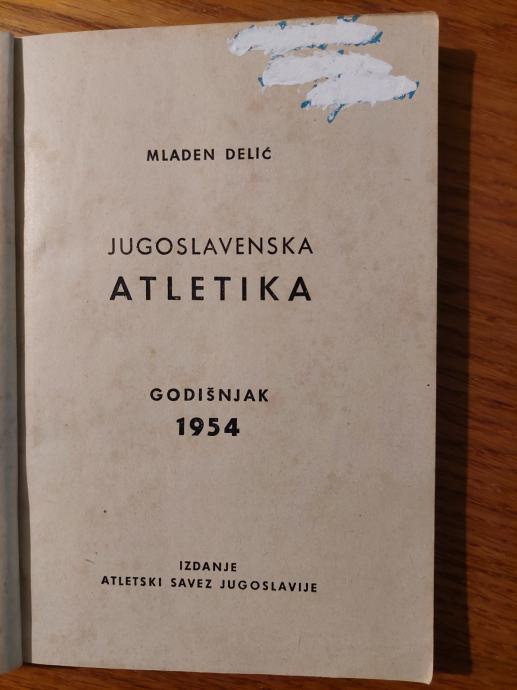 MLADEN DELIĆ
JUGOSLAVENSKA
ATLETIKA
GODIŠNJAK
1954
IZDANJE
ATLETSKI SAVEZ JUGOSLAVIJE